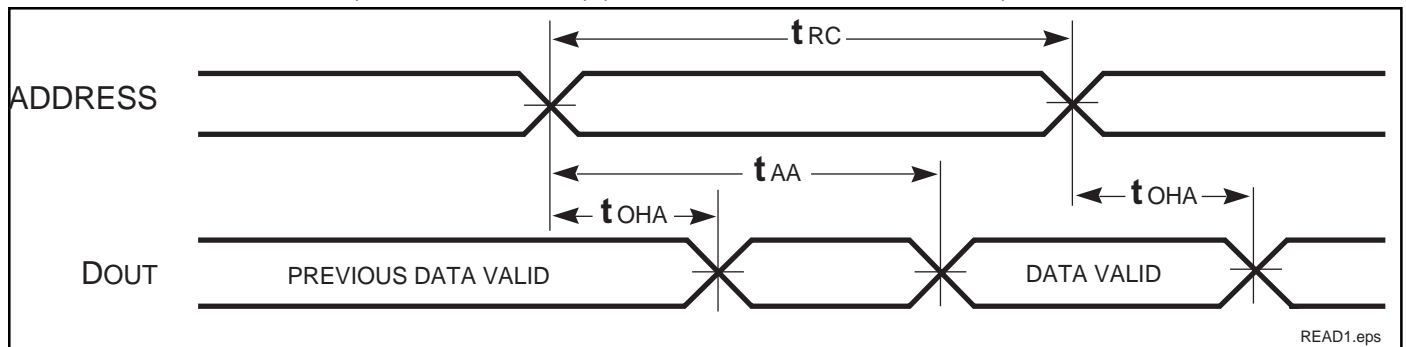 tRC
ADDRESS
tAA
tOHA
tOHA
DOUT
PREVIOUS DATA VALID
DATA VALID
READ1.eps